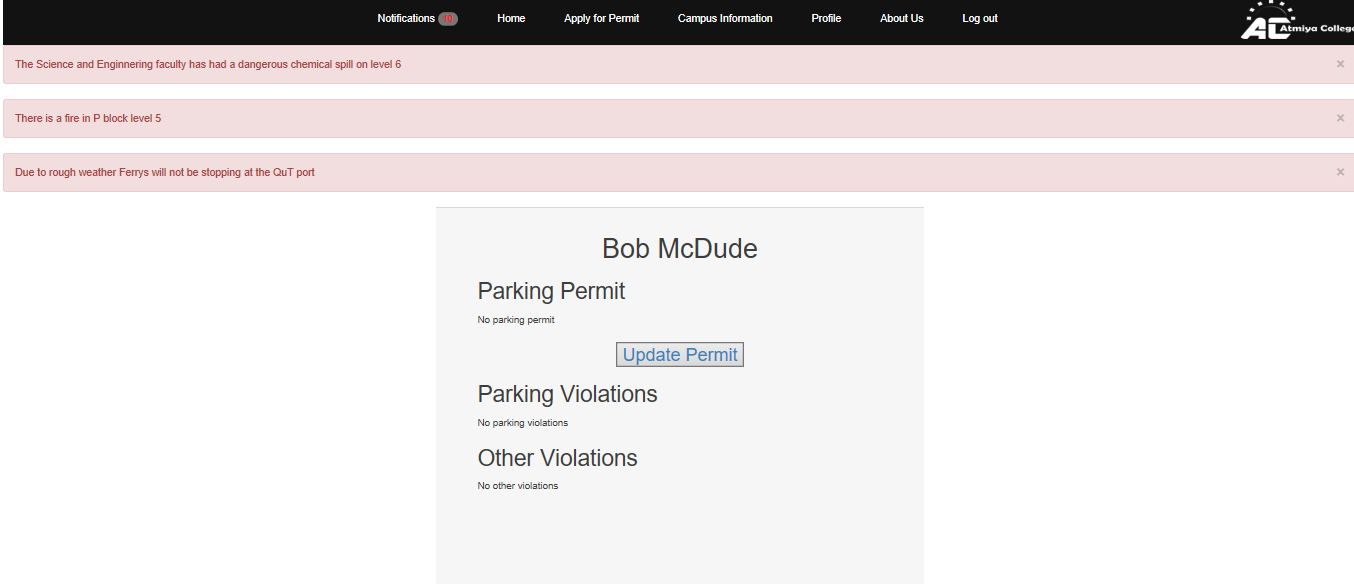 Notifications 10 Home Apply for Permit Campus Information Profile About Us Log out
AC Atmiya College
The Science and Enginnering faculty has had a dangerous chemical spill on level 6 ×
There is a fire in P block level 5 ×
Due to rough weather Ferrys will not be stopping at the QuT port ×
Bob McDude
Parking Permit
No parking permit
Update Permit
Parking Violations
No parking violations
Other Violations
No other violations